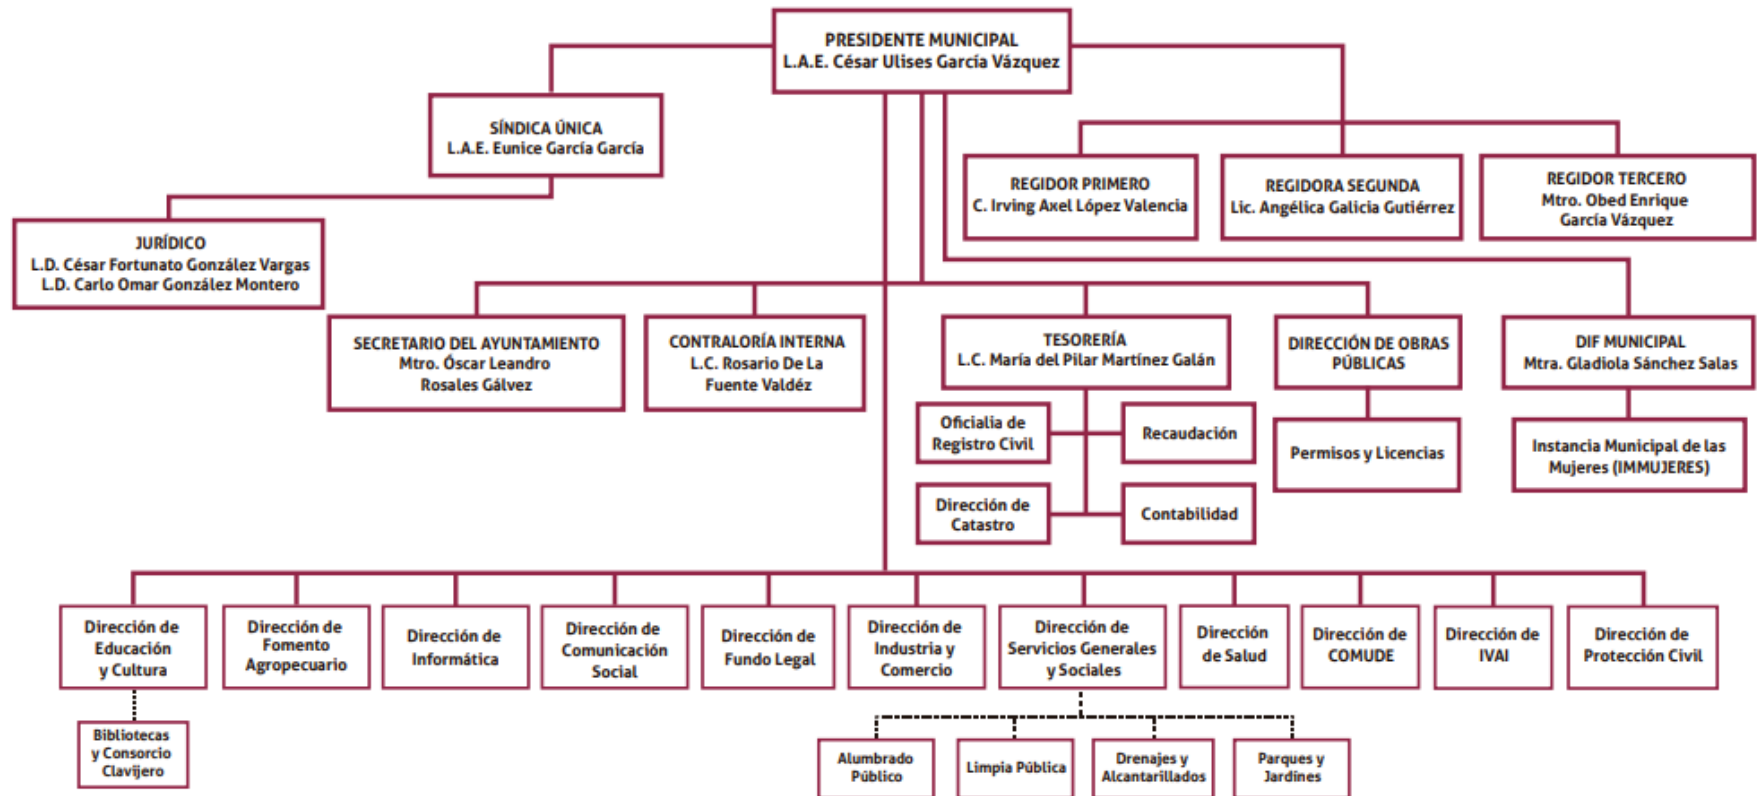 PRESIDENTE MUNICIPAL
L.A.E. César Ulises García Vázquez
SÍNDICA ÚNICA
L.A.E. Eunice García García
REGIDOR PRIMERO
C. Irving Axel López Valencia
REGIDORA SEGUNDA
Lic. Angélica Galicia Gutiérrez
REGIDOR TERCERO
Mtro. Obed Enrique
García Vázquez
JURÍDICO
L.D. César Fortunato González Vargas
L.D. Carlo Omar González Montero
SECRETARIO DEL AYUNTAMIENTO
Mtro. Óscar Leandro
Rosales Gálvez
CONTRALORÍA INTERNA
L.C. Rosario De La
Fuente Valdéz
TESORERÍA
L.C. María del Pilar Martínez Galán
DIRECCIÓN DE OBRAS
PÚBLICAS
DIF MUNICIPAL
Mtra. Gladiola Sánchez Salas
Oficialia de
Registro Civil
Recaudación
Permisos y Licencias
Instancia Municipal de las
Mujeres (IMMUJERES)
Dirección de
Catastro
Contabilidad
Dirección de
Educación
y Cultura
Dirección de
Fomento
Agropecuario
Dirección de
Informática
Dirección de
Comunicación
Social
Dirección de
Fundo Legal
Dirección de
Industria y
Comercio
Dirección de
Servicios Generales
y Sociales
Dirección
de Salud
Dirección de
COMUDE
Dirección de
IVAI
Dirección de
Protección Civil
Bibliotecas
y Consorcio
Clavijero
Alumbrado
Público
Limpia Pública
Drenajes y
Alcantarillados
Parques y
Jardines